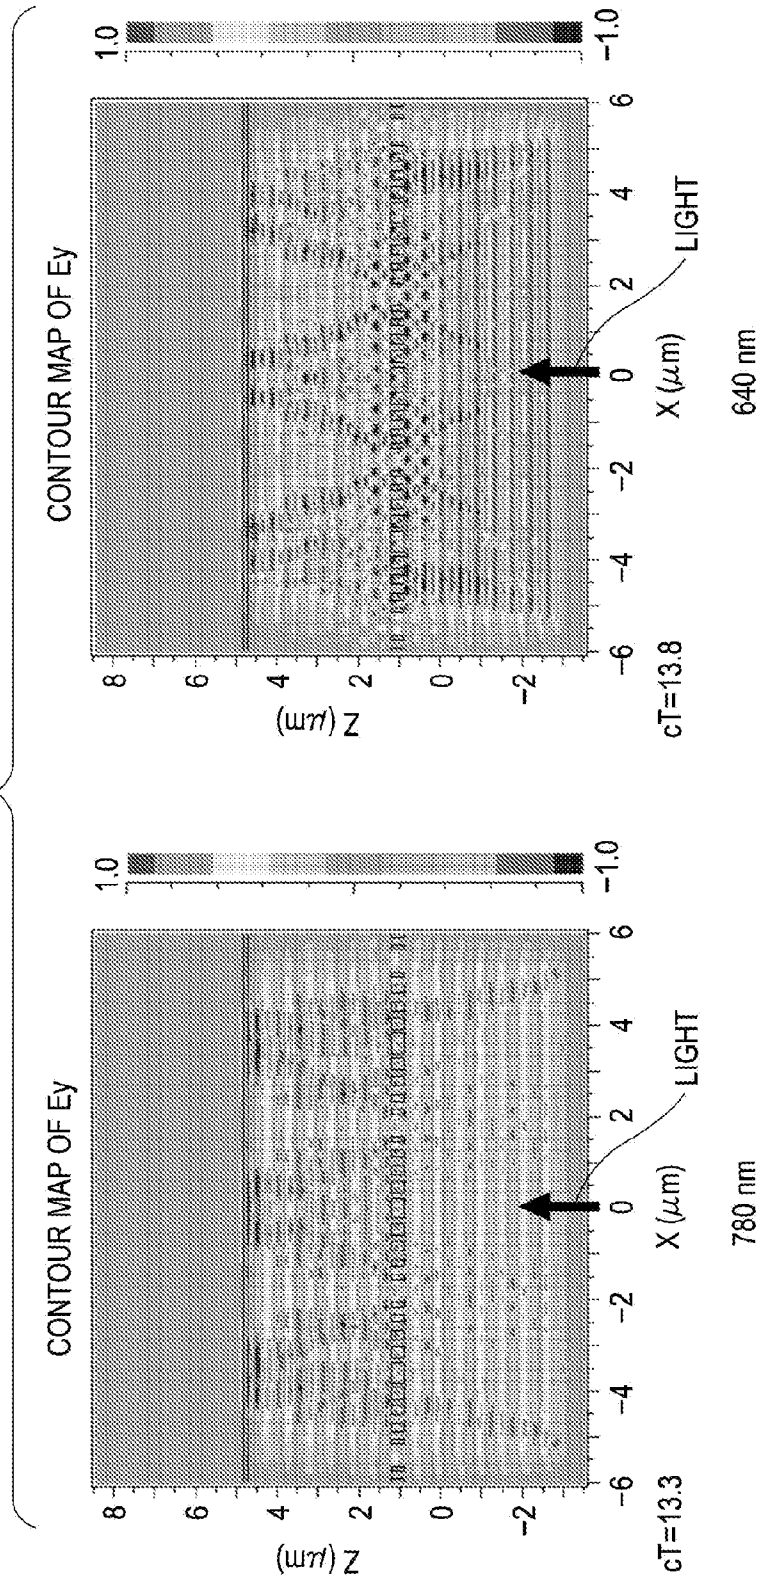 CONTOUR MAP OF Ey
1.0
-1.0
8
6
4
2
0
-2
Z (μm)
-6
-4
-2
0
2
4
6
cT=13.3
X (μm)
LIGHT
780 nm
CONTOUR MAP OF Ey
1.0
-1.0
8
6
4
2
0
-2
Z (μm)
-6
-4
-2
0
2
4
6
cT=13.8
X (μm)
LIGHT
640 nm